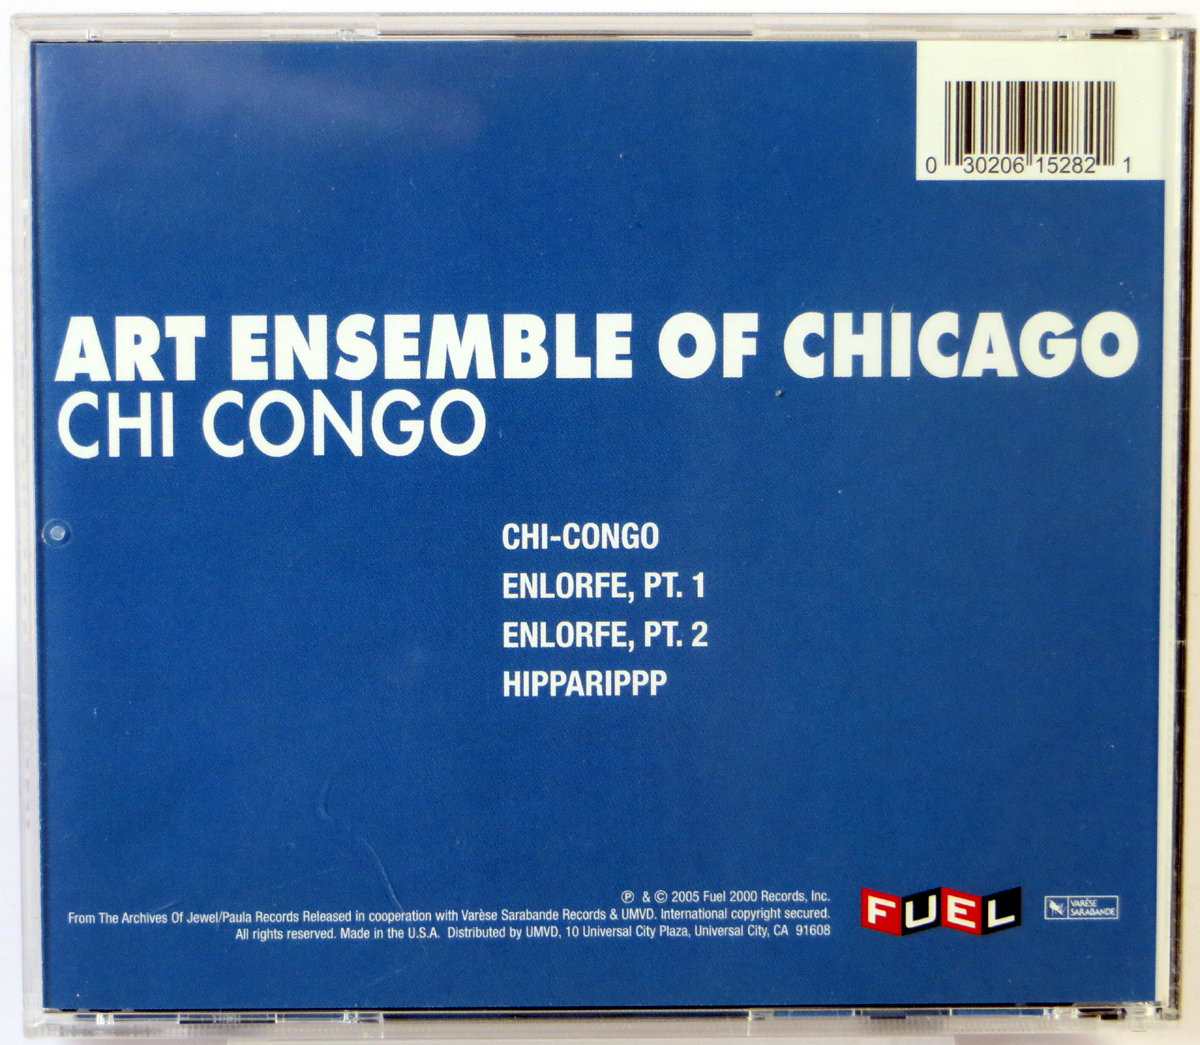 0 30206 15282 1
ART ENSEMBLE OF CHICAGO
CHI CONGO
CHI-CONGO
ENLORFE, PT. 1
ENLORFE, PT. 2
HIPPARIPPP
℗ & © 2005 Fuel 2000 Records, Inc.
From The Archives Of Jewel/Paula Records Released in cooperation with Varèse Sarabande Records & UMVD. International copyright secured.
All rights reserved. Made in the U.S.A. Distributed by UMVD, 10 Universal City Plaza, Universal City, CA 91608
FUEL
VARÈSE
SARABANDE